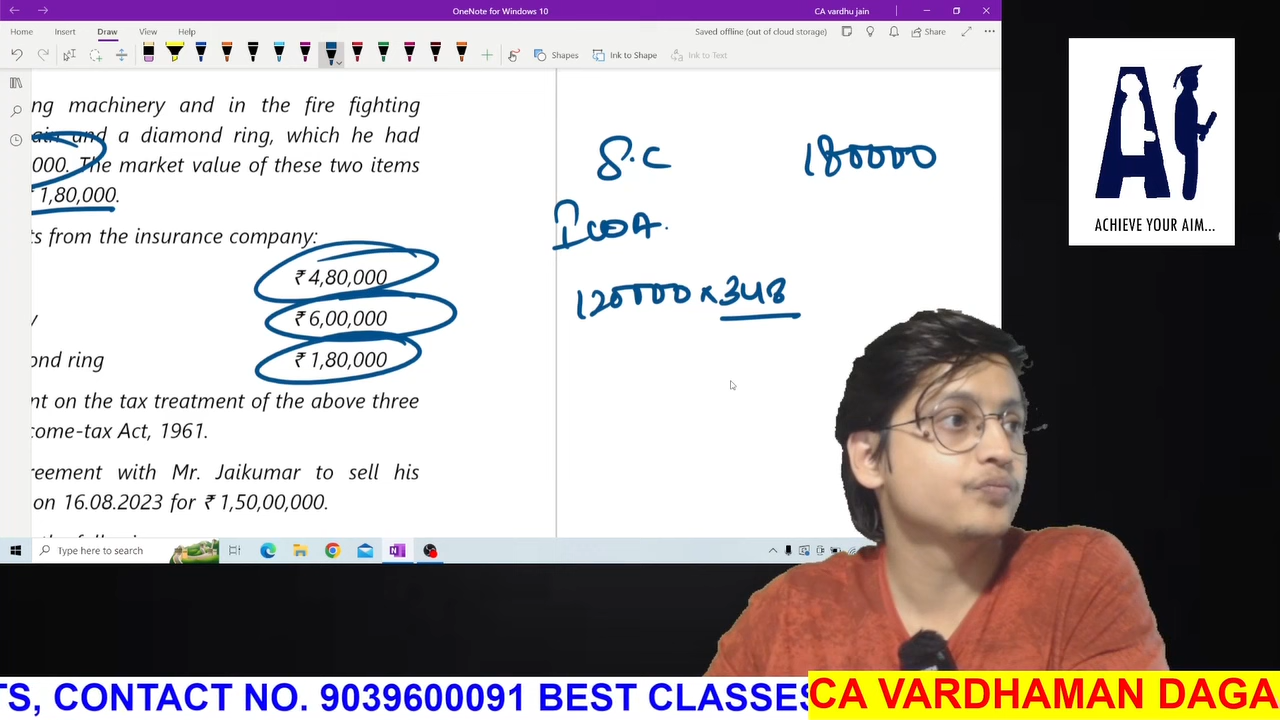 OneNote for Windows 10
CA vardhu jain
Home Insert Draw View Help
Saved offline (out of cloud storage) Share
Shapes Ink to Shape Ink to Text
ng machinery and in the fire fighting
ain and a diamond ring, which he had
000. The market value of these two items
₹ 1,80,000.
ts from the insurance company:
₹ 4,80,000
y ₹ 6,00,000
ond ring ₹ 1,80,000
nt on the tax treatment of the above three
come-tax Act, 1961.
reement with Mr. Jaikumar to sell his
on 16.08.2023 for ₹ 1,50,00,000.
S.C 180000
ICOA.
120000 × 348
Type here to search
AI
ACHIEVE YOUR AIM...
TS, CONTACT NO. 9039600091 BEST CLASSES
CA VARDHAMAN DAGA